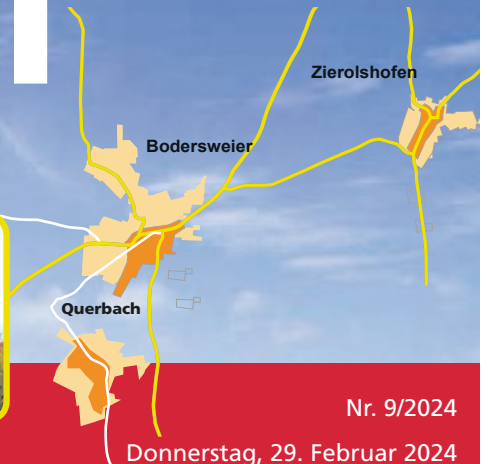 Zierolshofen
Bodersweier
Querbach
Nr. 9/2024
Donnerstag, 29. Februar 2024